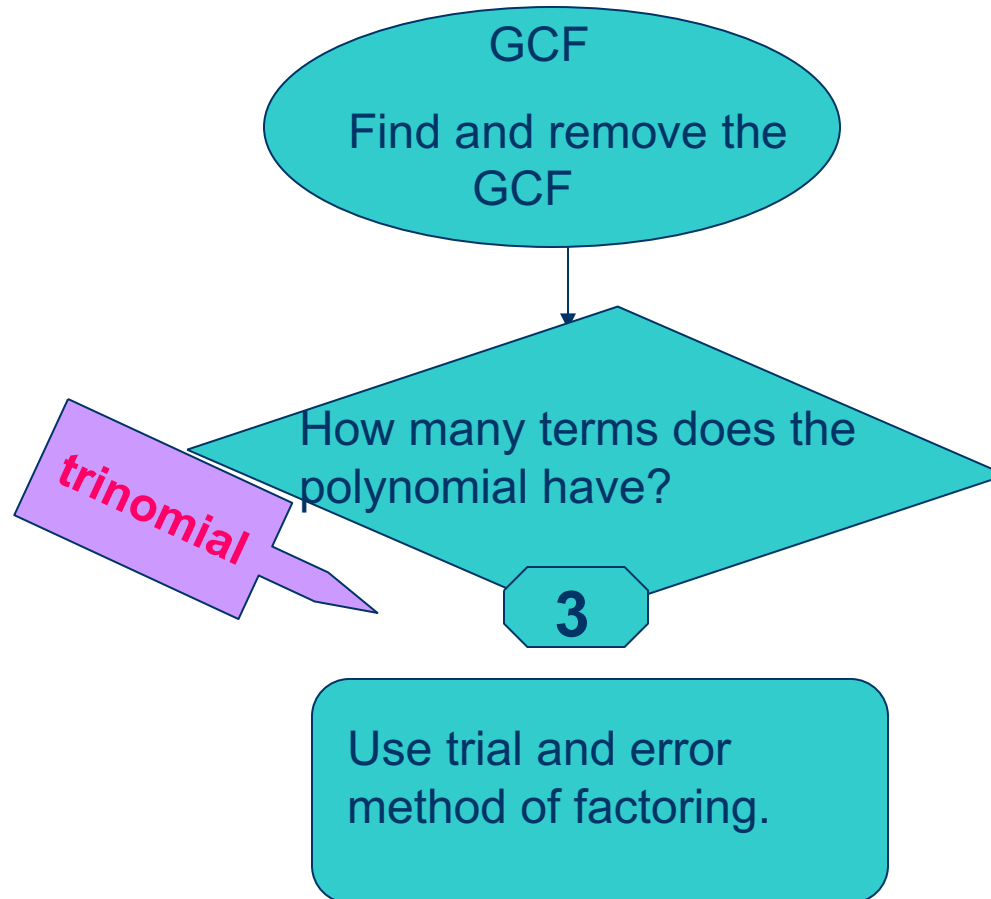 GCF
Find and remove the
GCF
How many terms does the
polynomial have?
trinomial
3
Use trial and error
method of factoring.